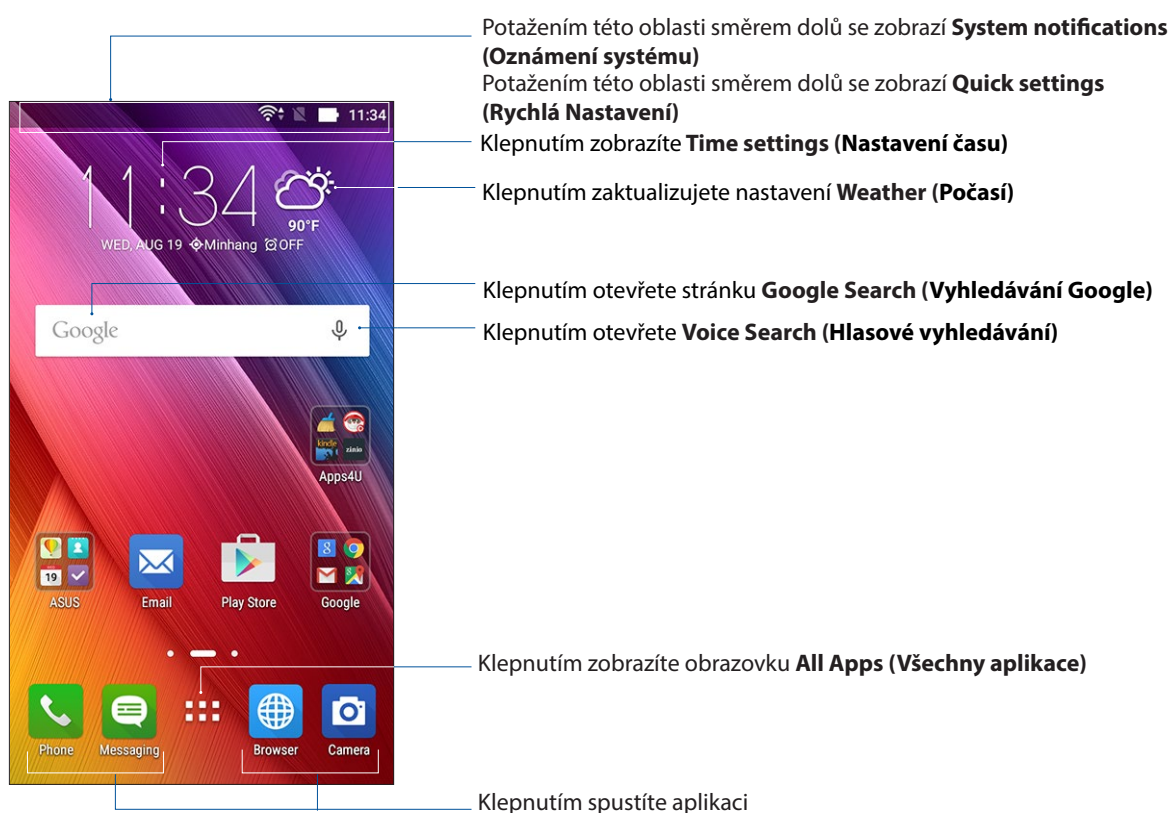 Potažením této oblasti směrem dolů se zobrazí System notifications
(Oznámení systému)
Potažením této oblasti směrem dolů se zobrazí Quick settings
(Rychlá Nastavení)
11:34
Klepnutím zobrazíte Time settings (Nastavení času)
11:34
Klepnutím zaktualizujete nastavení Weather (Počasí)
90°F
WED, AUG 19 Minhang OFF
Klepnutím otevřete stránku Google Search (Vyhledávání Google)
Google
Klepnutím otevřete Voice Search (Hlasové vyhledávání)
kindle zinio
Apps4U
8
19
ASUS Email Play Store Google
Klepnutím zobrazíte obrazovku All Apps (Všechny aplikace)
Phone Messaging Browser Camera
Klepnutím spustíte aplikaci